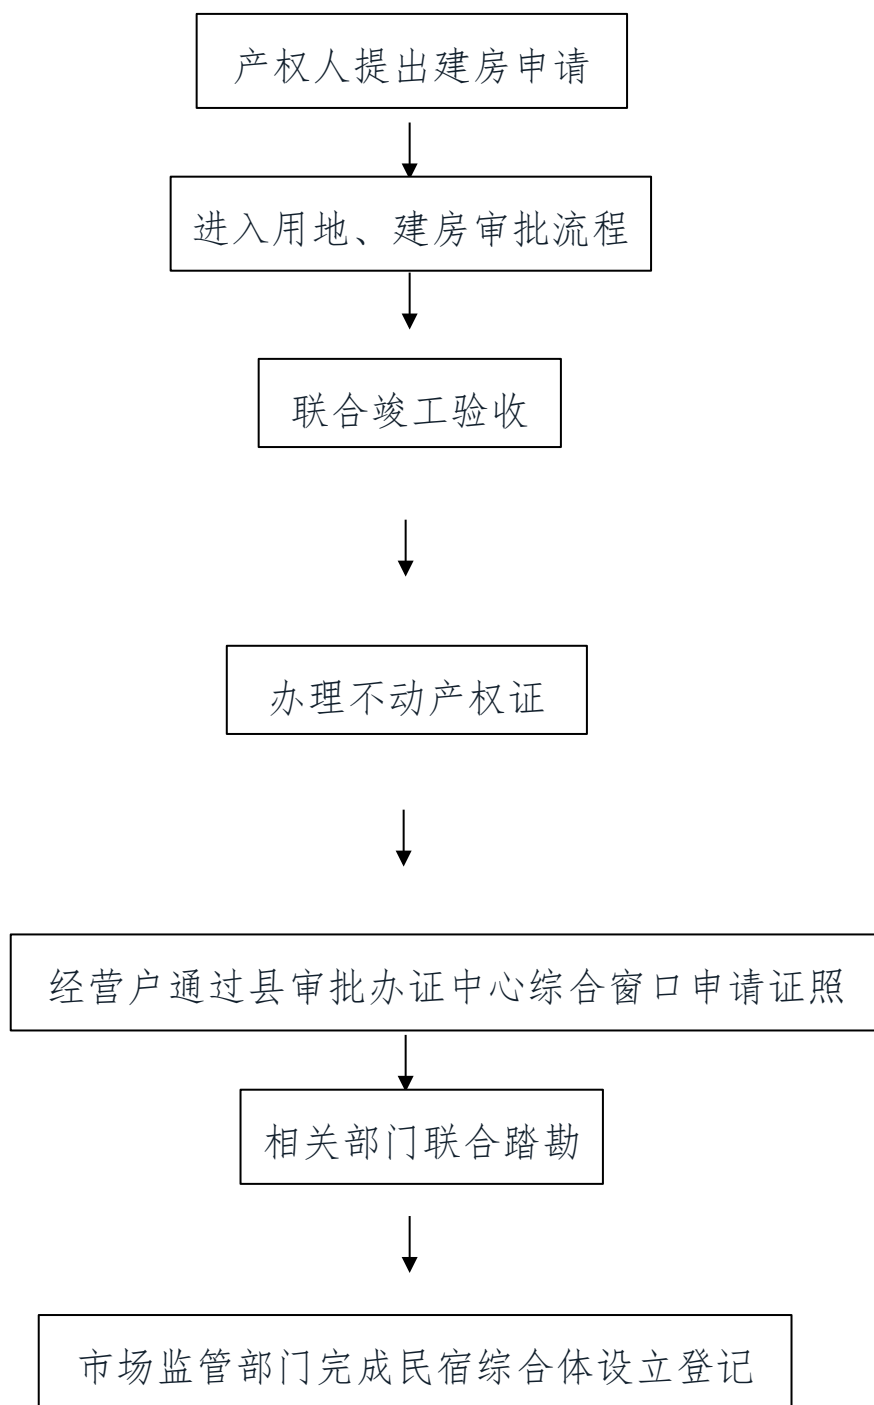 产权人提出建房申请
进入用地、建房审批流程
联合竣工验收
办理不动产权证
经营户通过县审批办证中心综合窗口申请证照
相关部门联合踏勘
市场监管部门完成民宿综合体设立登记